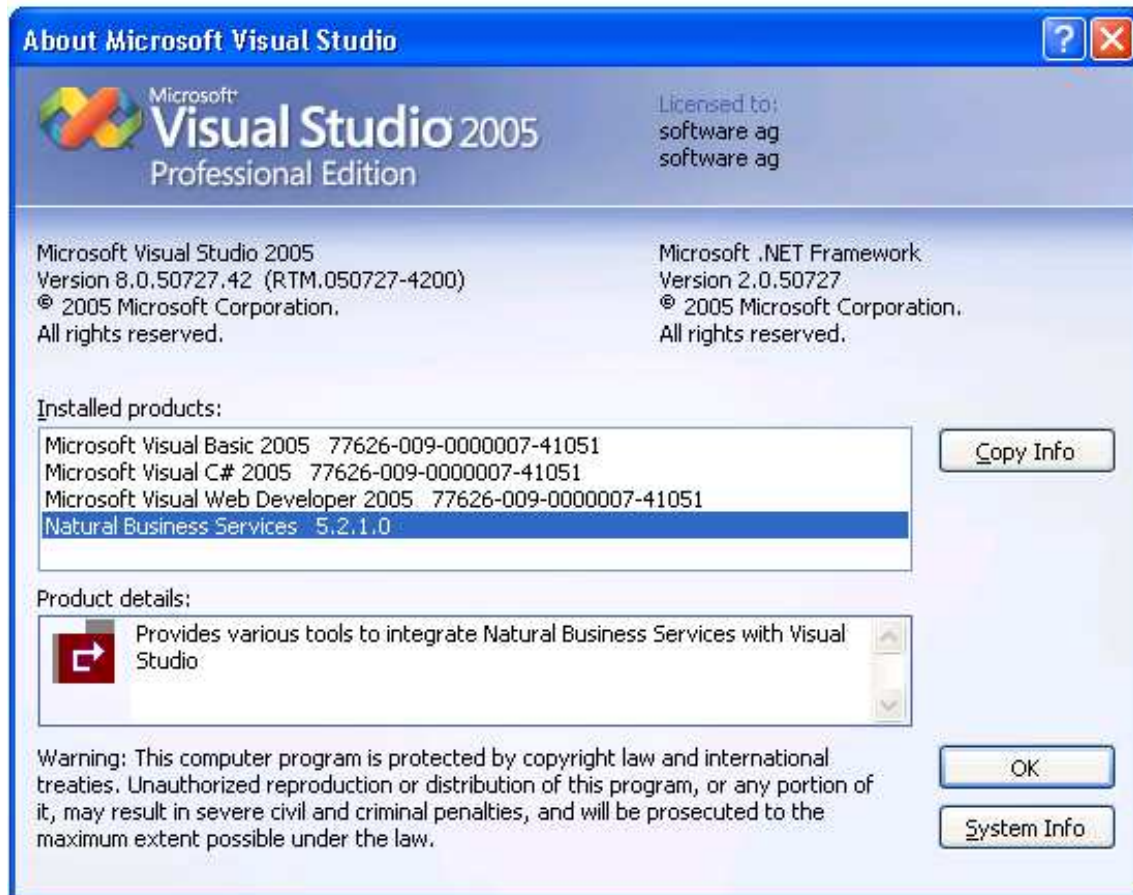 About Microsoft Visual Studio
Microsoft
Visual Studio 2005
Professional Edition
Licensed to:
software ag
software ag
Microsoft Visual Studio 2005
Version 8.0.50727.42 (RTM.050727-4200)
© 2005 Microsoft Corporation.
All rights reserved.
Microsoft .NET Framework
Version 2.0.50727
© 2005 Microsoft Corporation.
All rights reserved.
Installed products:
Microsoft Visual Basic 2005 77626-009-0000007-41051
Microsoft Visual C# 2005 77626-009-0000007-41051
Microsoft Visual Web Developer 2005 77626-009-0000007-41051
Natural Business Services 5.2.1.0
Copy Info
Product details:
Provides various tools to integrate Natural Business Services with Visual
Studio
Warning: This computer program is protected by copyright law and international
treaties. Unauthorized reproduction or distribution of this program, or any portion of
it, may result in severe civil and criminal penalties, and will be prosecuted to the
maximum extent possible under the law.
OK
System Info